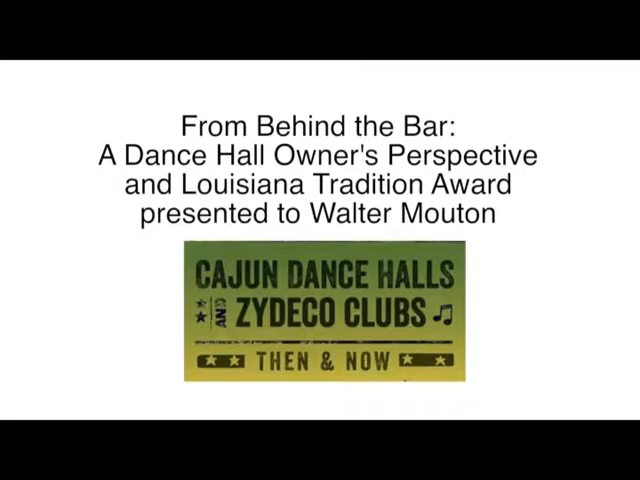 From Behind the Bar:
A Dance Hall Owner's Perspective
and Louisiana Tradition Award
presented to Walter Mouton
CAJUN DANCE HALLS
AND ZYDECO CLUBS
THEN & NOW